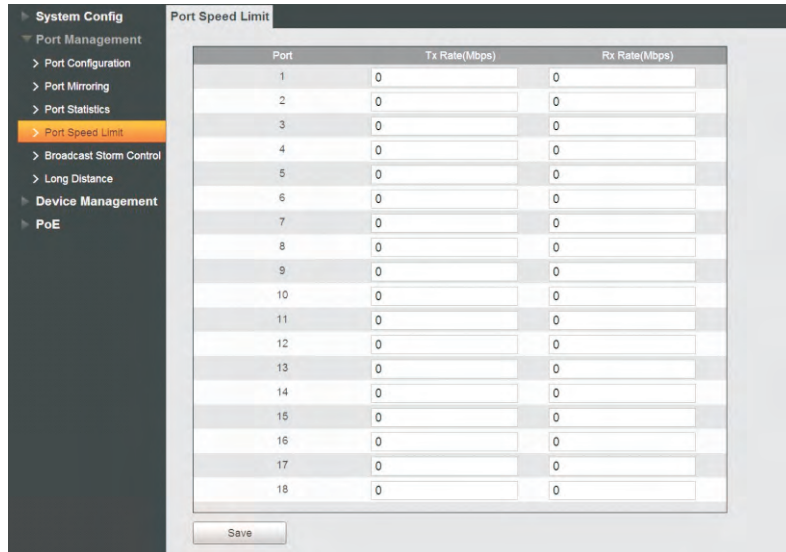 System Config
Port Management
> Port Configuration
> Port Mirroring
> Port Statistics
> Port Speed Limit
> Broadcast Storm Control
> Long Distance
Device Management
PoE
Port Speed Limit
Port Tx Rate(Mbps) Rx Rate(Mbps)
1 0 0
2 0 0
3 0 0
4 0 0
5 0 0
6 0 0
7 0 0
8 0 0
9 0 0
10 0 0
11 0 0
12 0 0
13 0 0
14 0 0
15 0 0
16 0 0
17 0 0
18 0 0
Save